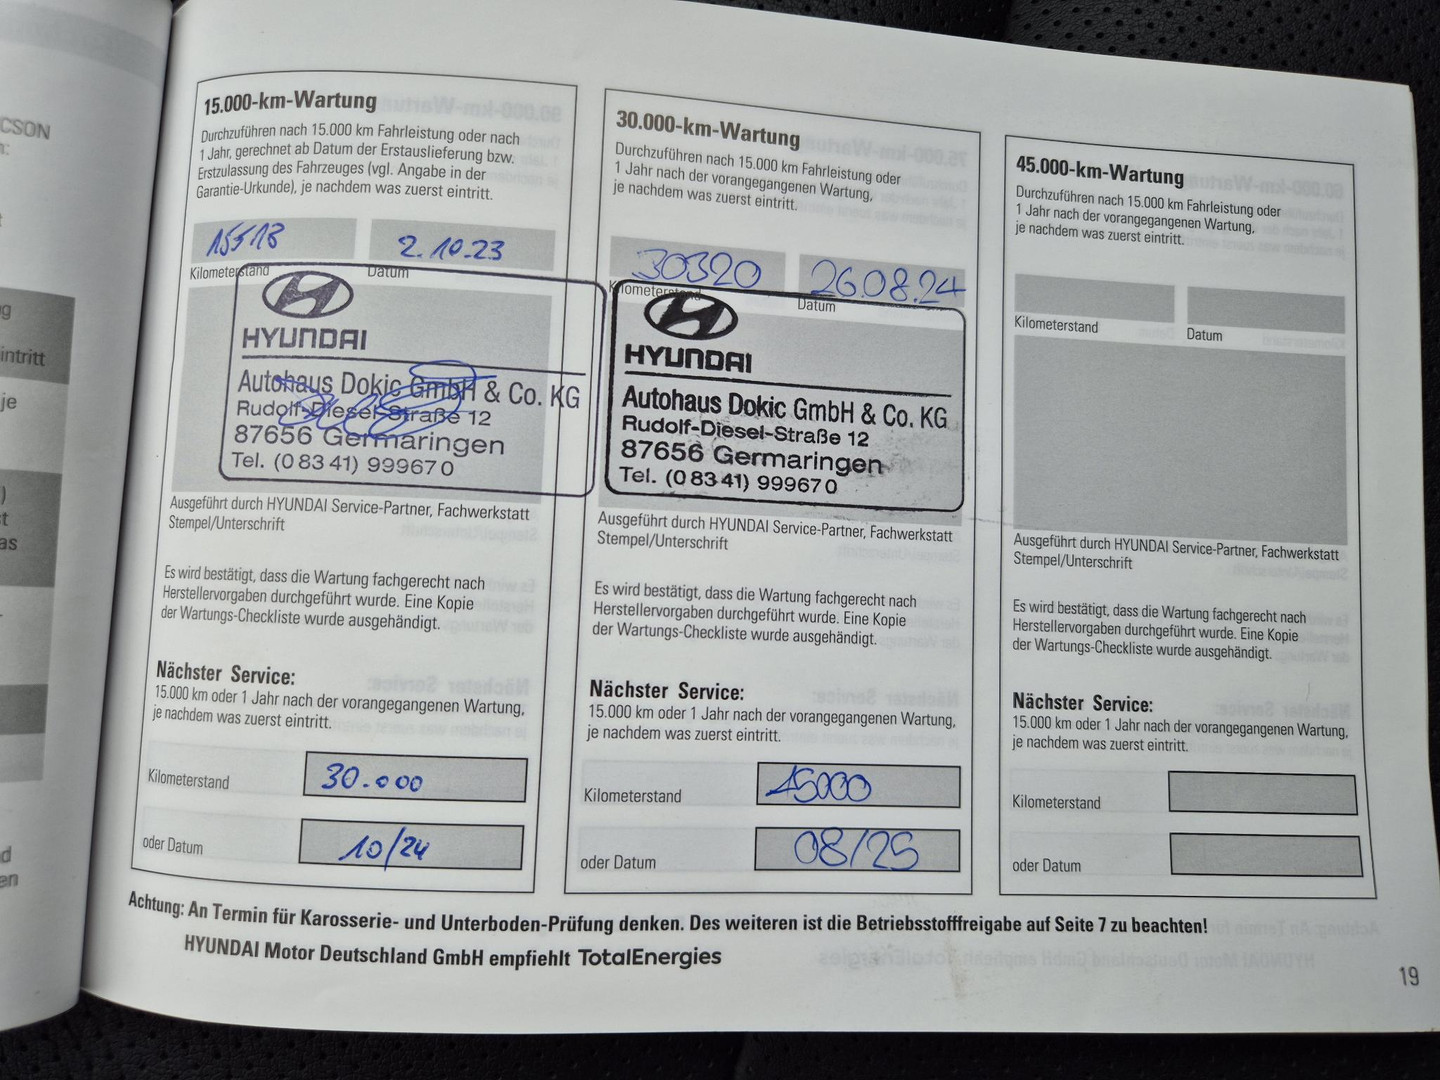 CSON
ntritt
je
as
en
15.000-km-Wartung
Durchzuführen nach 15.000 km Fahrleistung oder nach
1 Jahr, gerechnet ab Datum der Erstauslieferung bzw.
Erstzulassung des Fahrzeuges (vgl. Angabe in der
Garantie-Urkunde), je nachdem was zuerst eintritt.
15518 2.10.23
Kilometerstand Datum
HYUNDAI
Autohaus Dokic GmbH & Co. KG
Rudolf-Diesel-Straße 12
87656 Germaringen
Tel. (0 83 41) 99967 0
Ausgeführt durch HYUNDAI Service-Partner, Fachwerkstatt
Stempel/Unterschrift
Es wird bestätigt, dass die Wartung fachgerecht nach
Herstellervorgaben durchgeführt wurde. Eine Kopie
der Wartungs-Checkliste wurde ausgehändigt.
Nächster Service:
15.000 km oder 1 Jahr nach der vorangegangenen Wartung,
je nachdem was zuerst eintritt.
Kilometerstand 30.000
oder Datum 10/24
30.000-km-Wartung
Durchzuführen nach 15.000 km Fahrleistung oder
1 Jahr nach der vorangegangenen Wartung,
je nachdem was zuerst eintritt.
30320 26.08.24
Kilometerstand Datum
HYUNDAI
Autohaus Dokic GmbH & Co. KG
Rudolf-Diesel-Straße 12
87656 Germaringen
Tel. (0 83 41) 99967 0
Ausgeführt durch HYUNDAI Service-Partner, Fachwerkstatt
Stempel/Unterschrift
Es wird bestätigt, dass die Wartung fachgerecht nach
Herstellervorgaben durchgeführt wurde. Eine Kopie
der Wartungs-Checkliste wurde ausgehändigt.
Nächster Service:
15.000 km oder 1 Jahr nach der vorangegangenen Wartung,
je nachdem was zuerst eintritt.
Kilometerstand 45000
oder Datum 08/25
45.000-km-Wartung
Durchzuführen nach 15.000 km Fahrleistung oder
1 Jahr nach der vorangegangenen Wartung,
je nachdem was zuerst eintritt.
Kilometerstand Datum
Ausgeführt durch HYUNDAI Service-Partner, Fachwerkstatt
Stempel/Unterschrift
Es wird bestätigt, dass die Wartung fachgerecht nach
Herstellervorgaben durchgeführt wurde. Eine Kopie
der Wartungs-Checkliste wurde ausgehändigt.
Nächster Service:
15.000 km oder 1 Jahr nach der vorangegangenen Wartung,
je nachdem was zuerst eintritt.
Kilometerstand
oder Datum
Achtung: An Termin für Karosserie- und Unterboden-Prüfung denken. Des weiteren ist die Betriebsstofffreigabe auf Seite 7 zu beachten!
HYUNDAI Motor Deutschland GmbH empfiehlt TotalEnergies
19